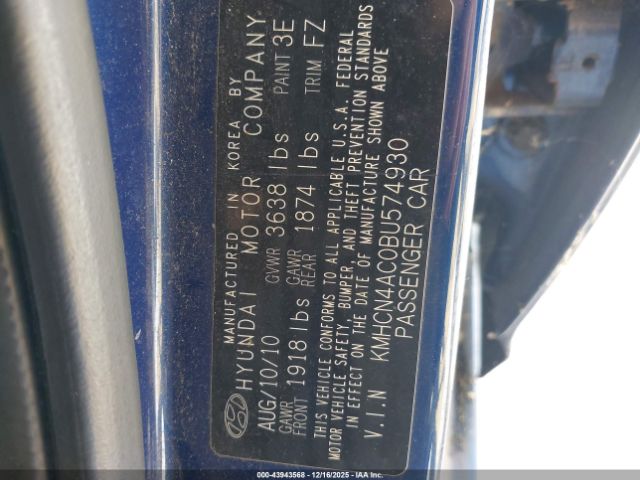 MANUFACTURED IN KOREA BY
HYUNDAI MOTOR COMPANY
AUG/10/10 GVWR 3638 lbs PAINT 3E
GAWR FRONT 1918 lbs GAWR REAR 1874 lbs TRIM FZ
THIS VEHICLE CONFORMS TO ALL APPLICABLE U.S.A. FEDERAL
MOTOR VEHICLE SAFETY, BUMPER, AND THEFT PREVENTION STANDARDS
IN EFFECT ON THE DATE OF MANUFACTURE SHOWN ABOVE
V.I.N KMHCN4AC0BU574930
PASSENGER CAR
000-43943568 - 12/16/2025 - IAAI.COM